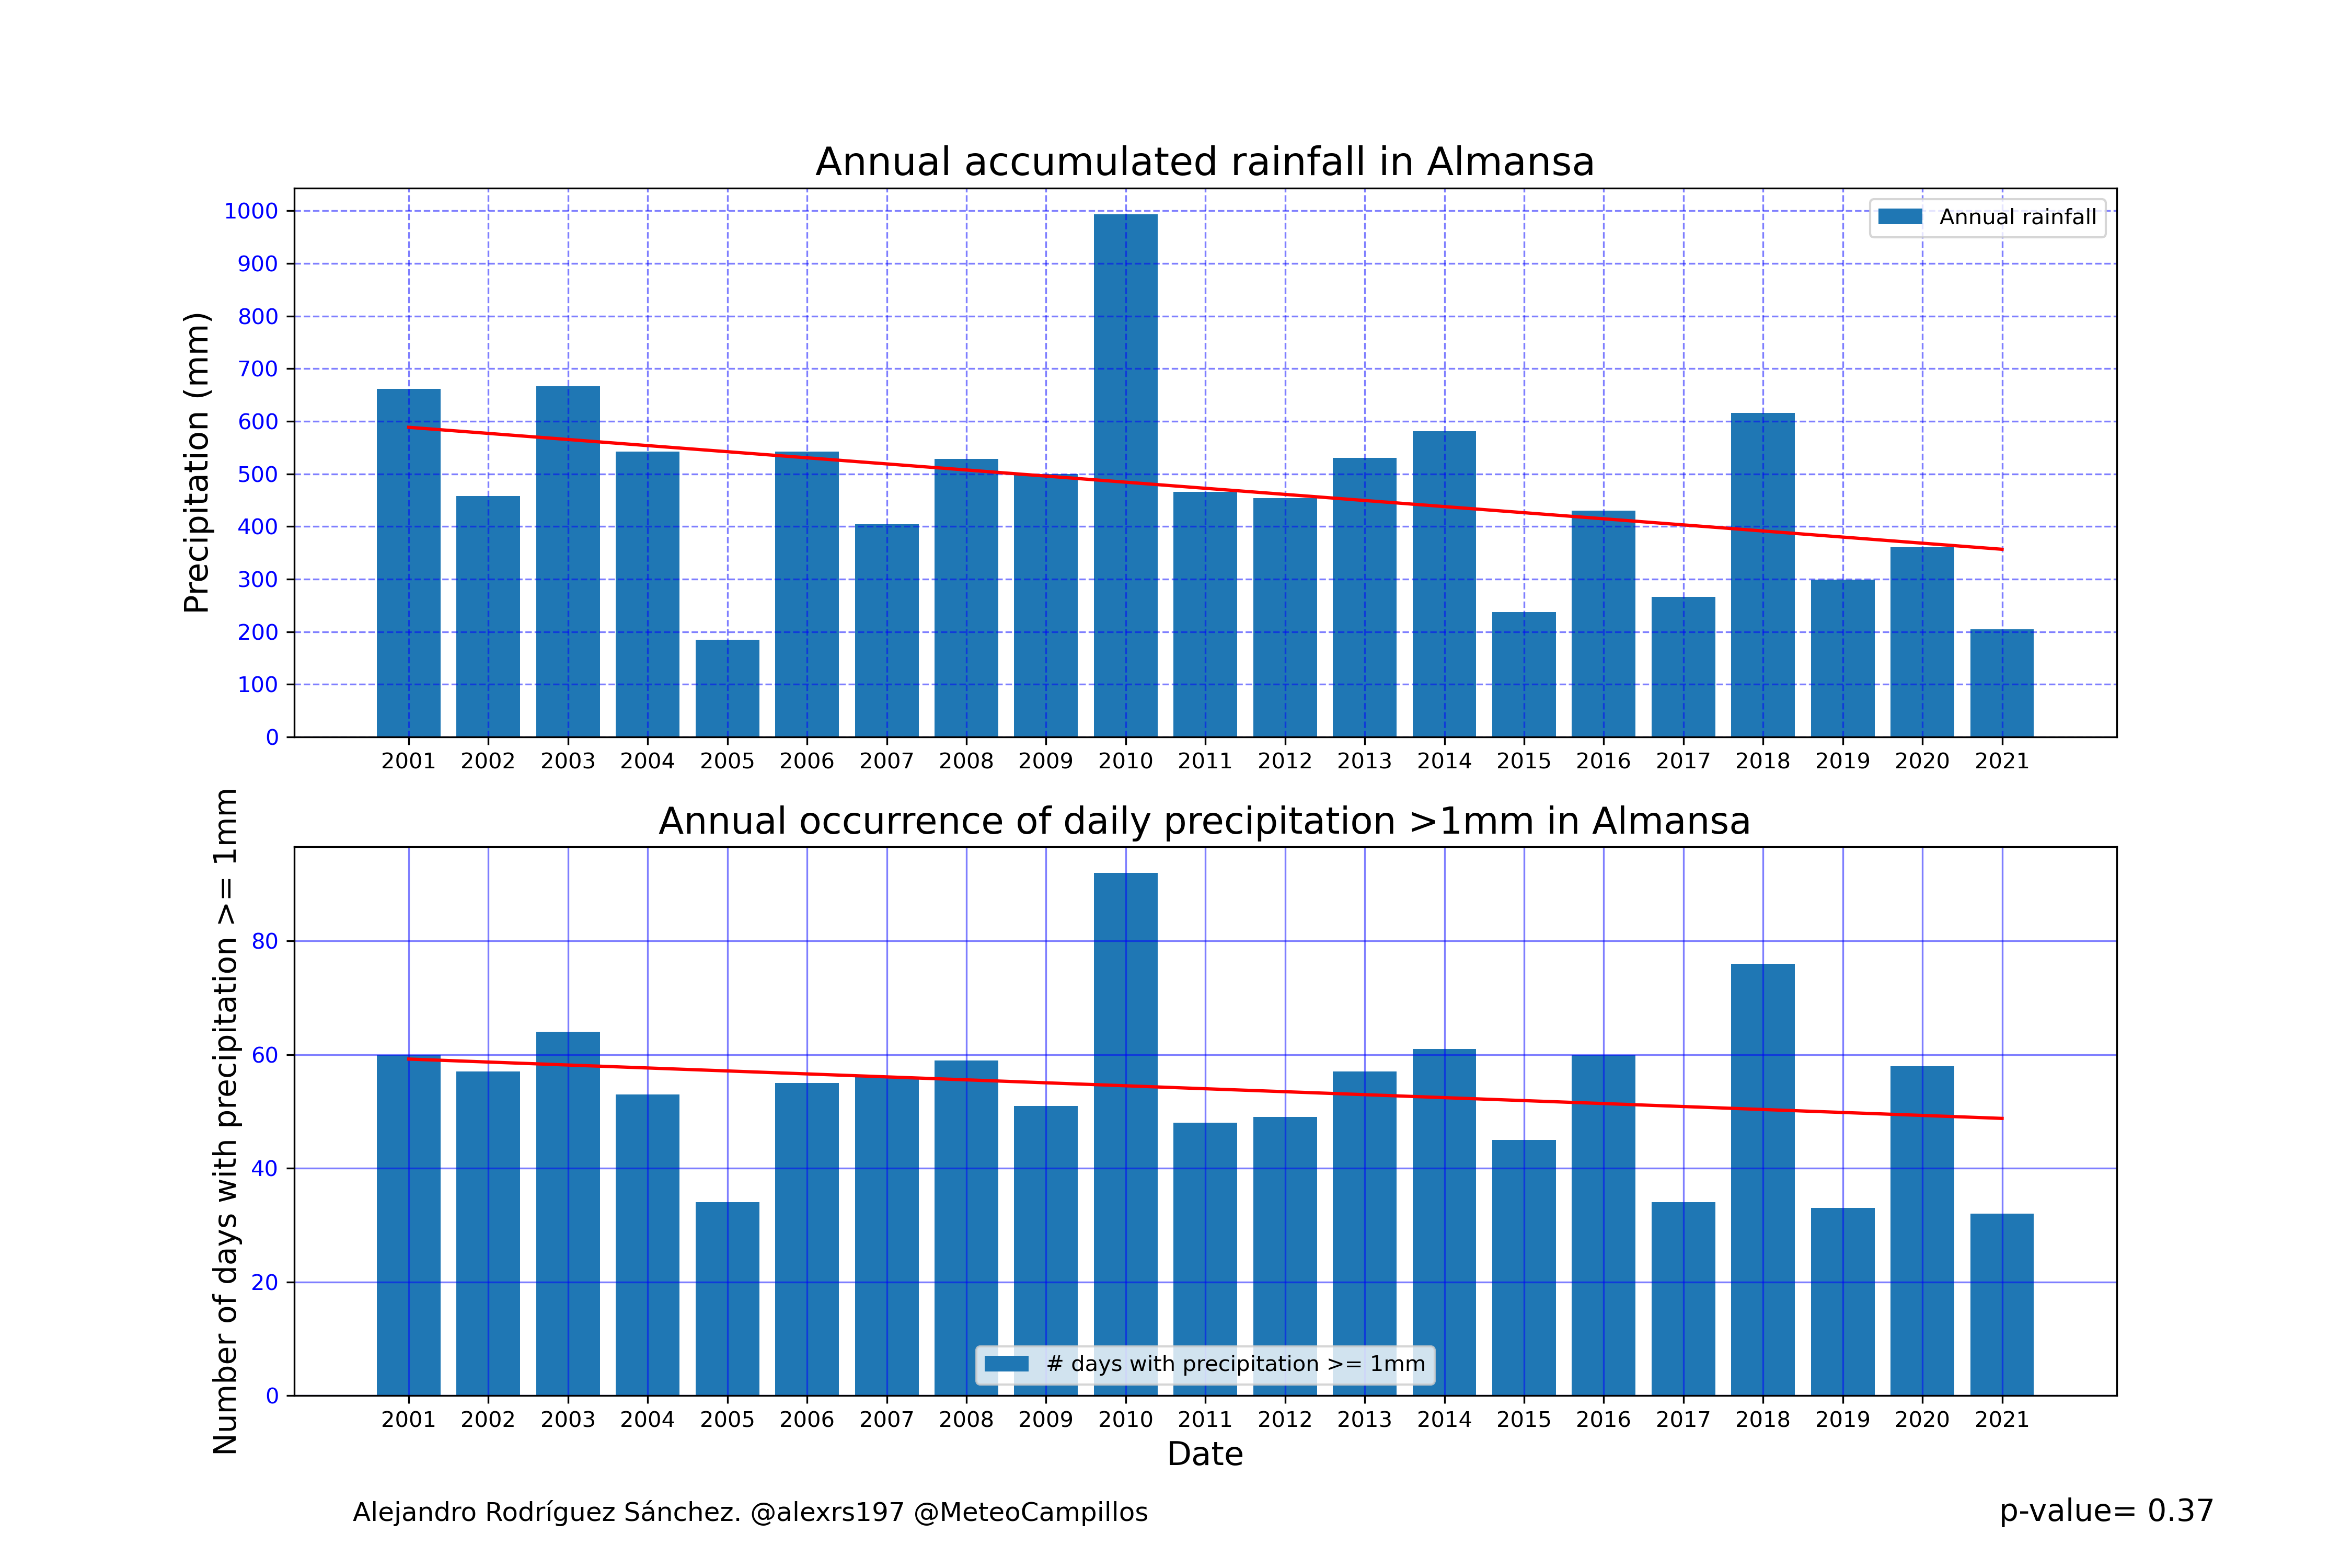 Annual accumulated rainfall in Almansa
Precipitation (mm)
1000
900
800
700
600
500
400
300
200
100
0
Annual rainfall
2001 2002 2003 2004 2005 2006 2007 2008 2009 2010 2011 2012 2013 2014 2015 2016 2017 2018 2019 2020 2021
Annual occurrence of daily precipitation >1mm in Almansa
Number of days with precipitation >= 1mm
80
60
40
20
0
# days with precipitation >= 1mm
2001 2002 2003 2004 2005 2006 2007 2008 2009 2010 2011 2012 2013 2014 2015 2016 2017 2018 2019 2020 2021
Date
Alejandro Rodríguez Sánchez. @alexrs197 @MeteoCampillos
p-value= 0.37